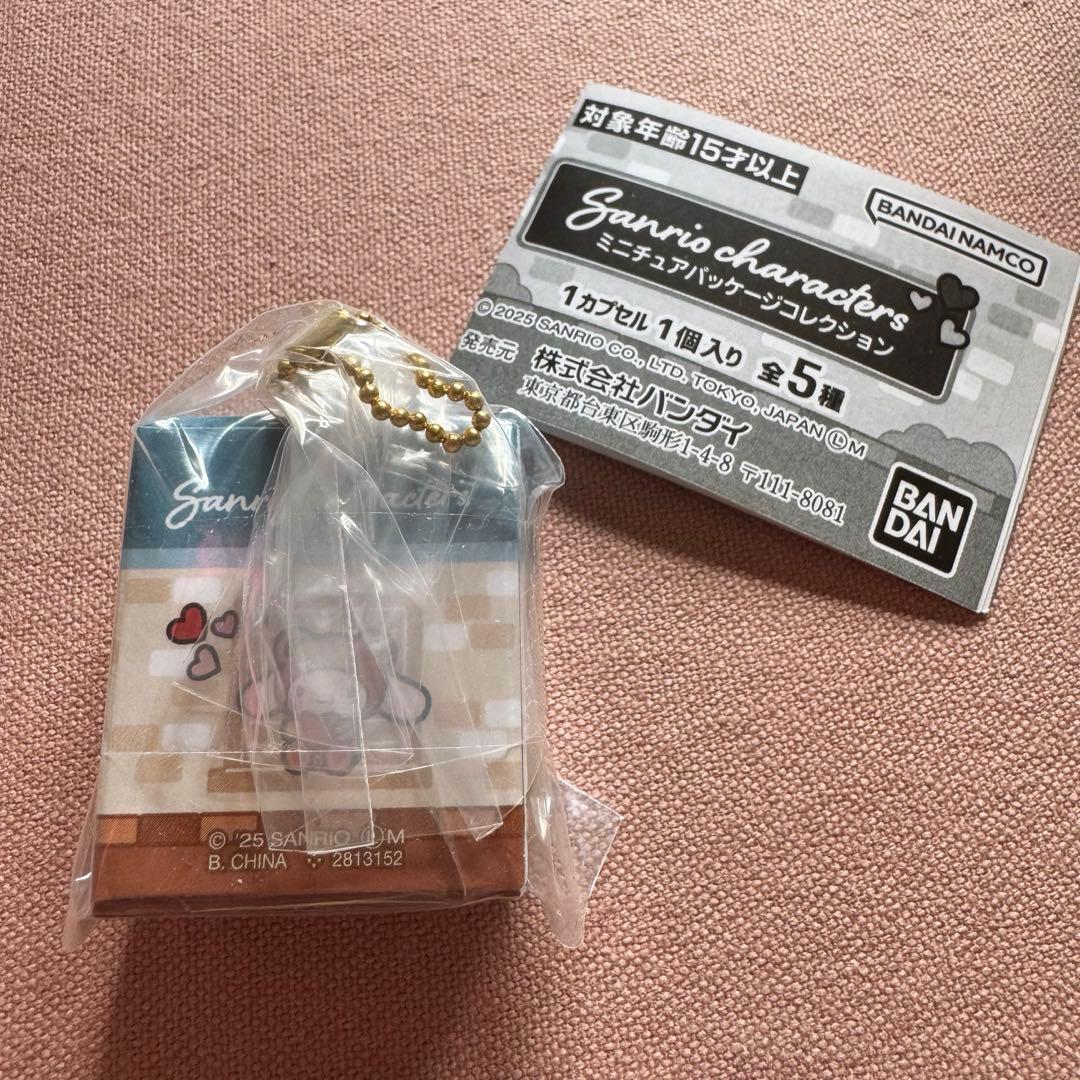 対象年齢15才以上
BANDAI NAMCO
Sanrio characters
ミニチュアパッケージコレクション
1カプセル1個入り 全5種
© 2025 SANRIO CO., LTD. TOKYO, JAPAN Ⓛ M
発売元 株式会社バンダイ
東京都台東区駒形1-4-8 〒111-8081
BAN
DAI
Sanrio characters
© '25 SANRIO Ⓛ M
B, CHINA 2813152